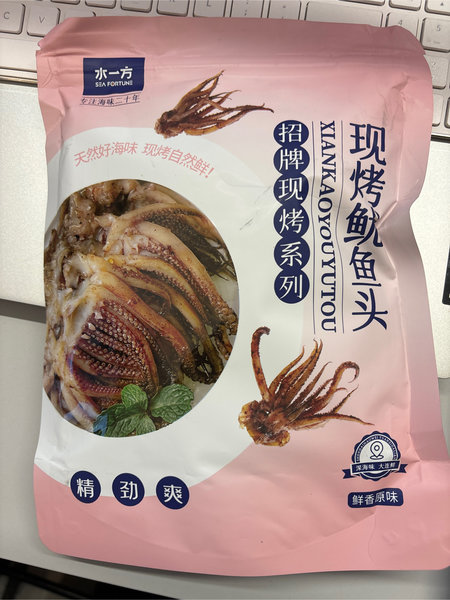 水一方
SEA FORTUNE
专注海味二十年
天然好海味 现烤自然鲜!
招牌现烤系列
XIANKAOYOUYUTOU
现烤鱿鱼头
精劲爽
深海味 大连鲜
鲜香原味